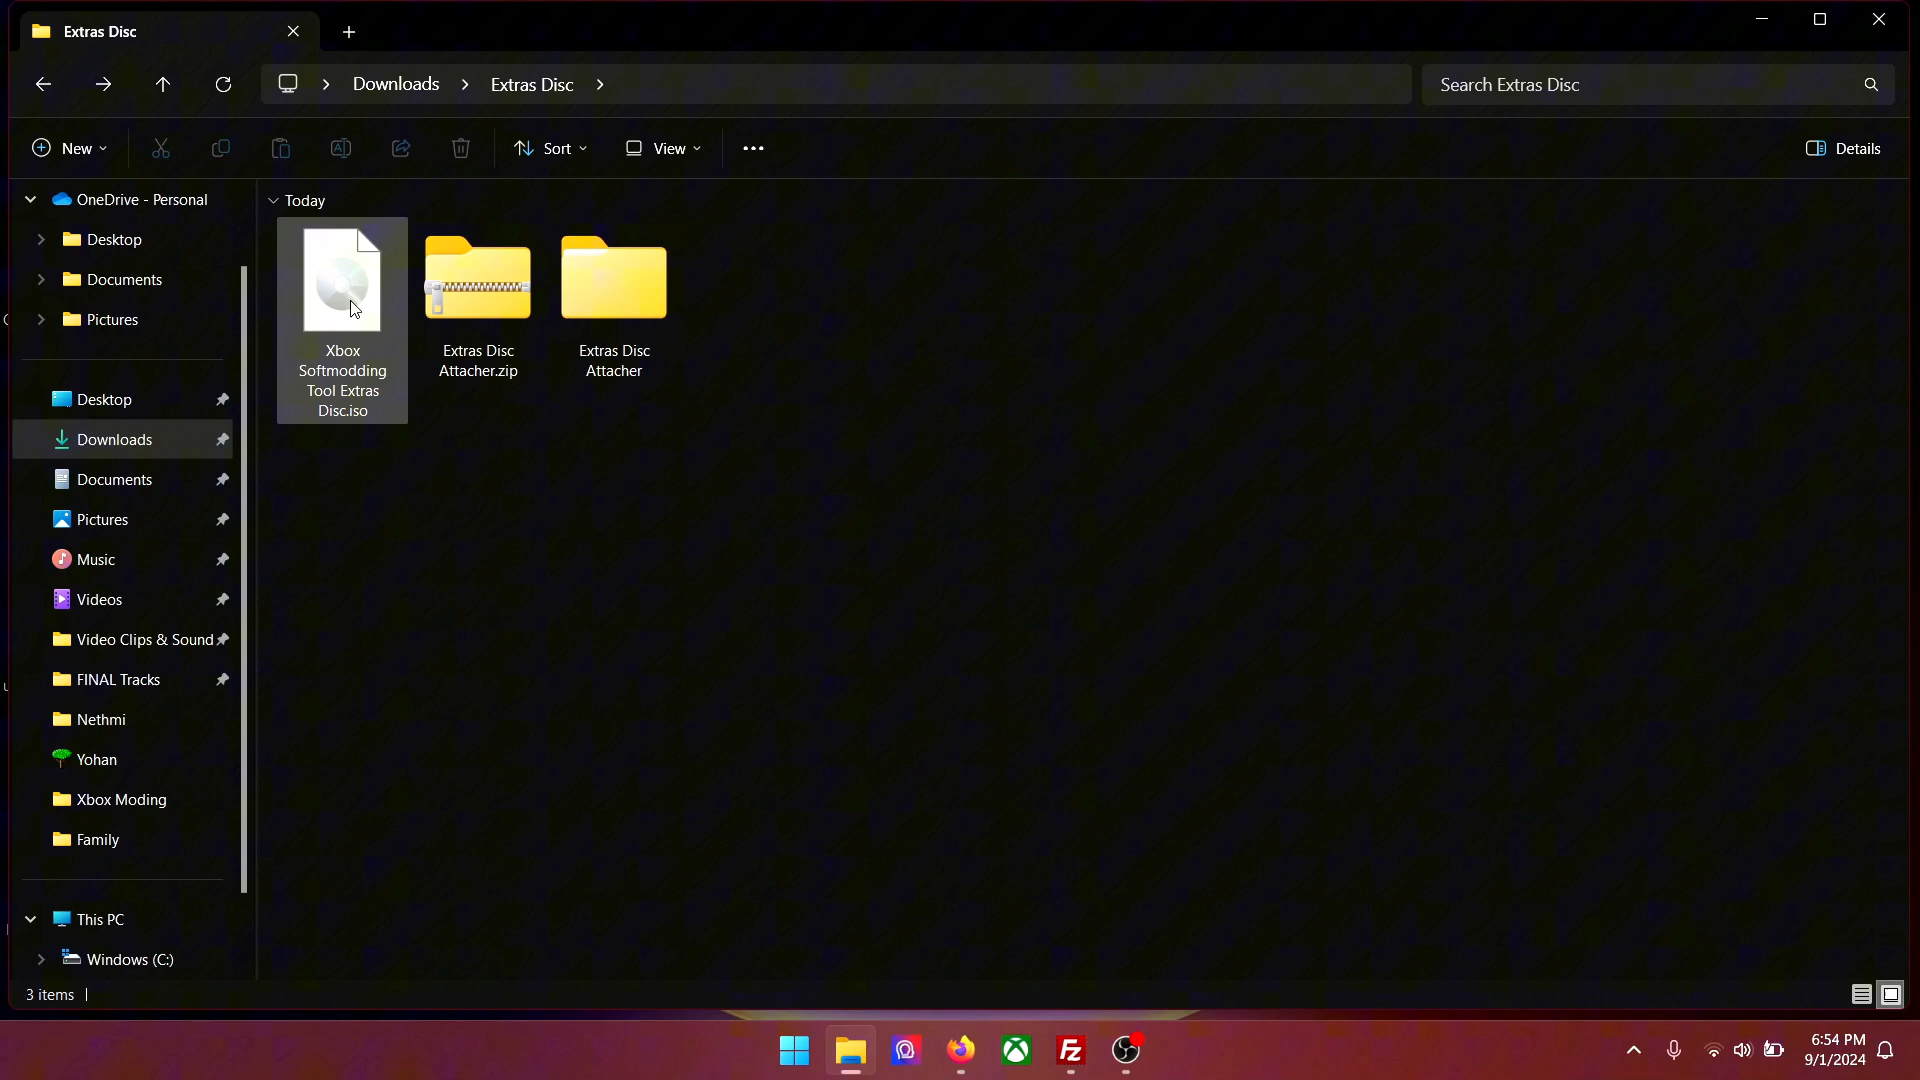 Extras Disc
Downloads
Extras Disc
Search Extras Disc
New
Sort
View
Details
OneDrive - Personal
Desktop
Documents
Pictures
Desktop
Downloads
Documents
Pictures
Music
Videos
Video Clips & Sound
FINAL Tracks
Nethmi
Yohan
Xbox Moding
Family
This PC
Windows (C:)
Today
Xbox
Softmodding
Tool Extras
Disc.iso
Extras Disc
Attacher.zip
Extras Disc
Attacher
3 items
Fz
6:54 PM
9/1/2024